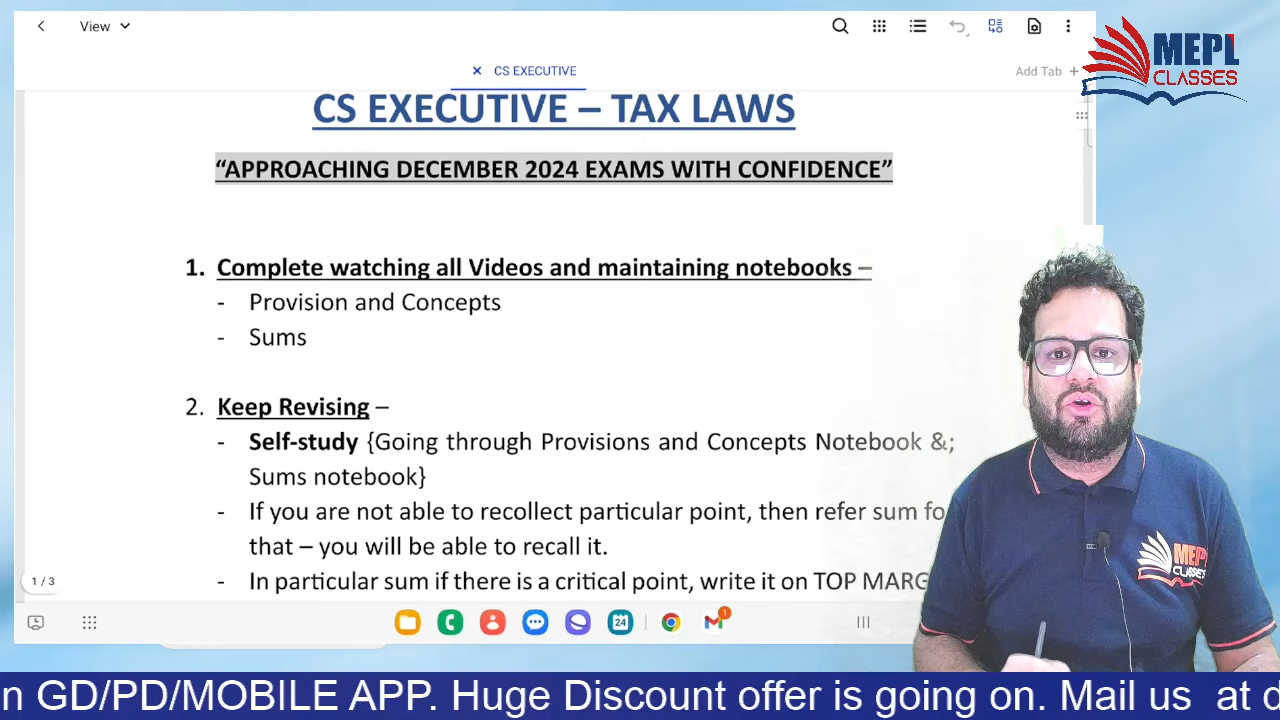 View
CS EXECUTIVE
Add Tab +
MEPL
CLASSES
CS EXECUTIVE – TAX LAWS
“APPROACHING DECEMBER 2024 EXAMS WITH CONFIDENCE”
1. Complete watching all Videos and maintaining notebooks –
- Provision and Concepts
- Sums
2. Keep Revising –
- Self-study {Going through Provisions and Concepts Notebook &;
Sums notebook}
- If you are not able to recollect particular point, then refer sum fo
that – you will be able to recall it.
- In particular sum if there is a critical point, write it on TOP MARG
1 / 3
24
1
MEPL
CLASSES
n GD/PD/MOBILE APP. Huge Discount offer is going on. Mail us at d